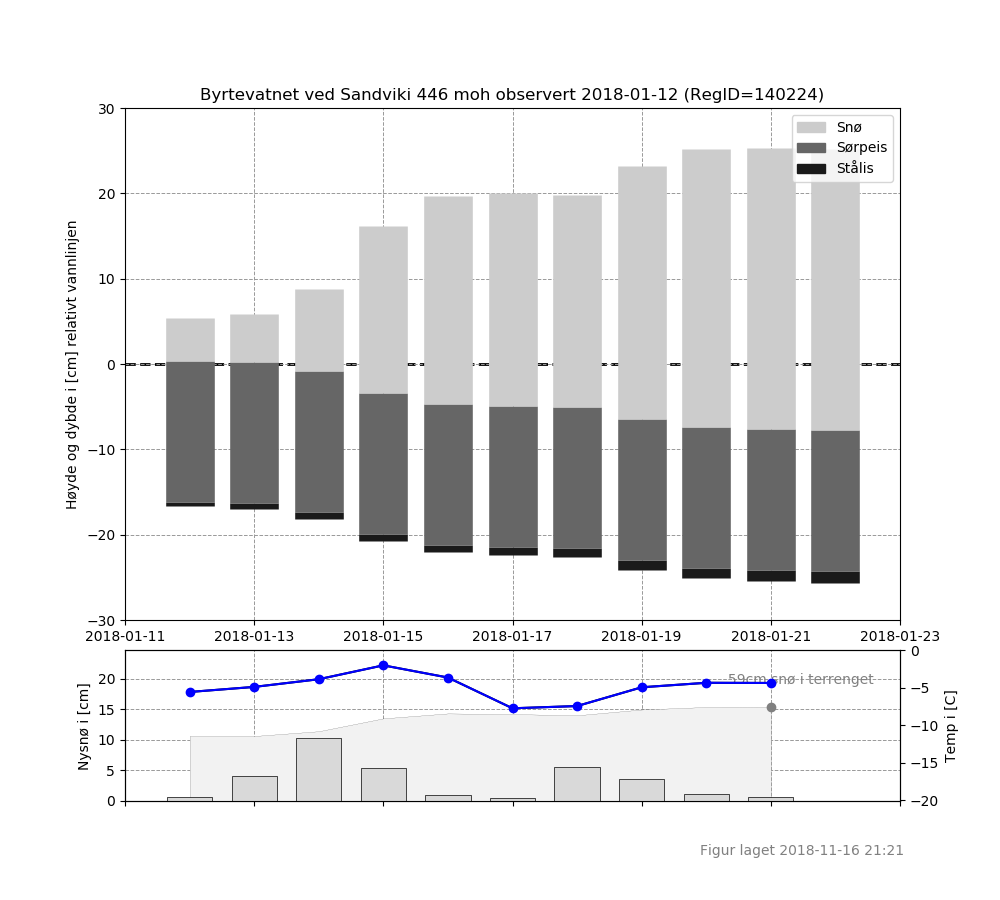 Byrtevatnet ved Sandviki 446 moh observert 2018-01-12 (RegID=140224)
Høyde og dybde i [cm] relativt vannlinjen
30
20
10
0
−10
−20
−30
Snø
Sørpeis
Stålis
2018-01-11 2018-01-13 2018-01-15 2018-01-17 2018-01-19 2018-01-21 2018-01-23
Nysnø i [cm]
20
15
10
5
0
59cm snø i terrenget
0
−5
−10
−15
−20
Temp i [C]
Figur laget 2018-11-16 21:21